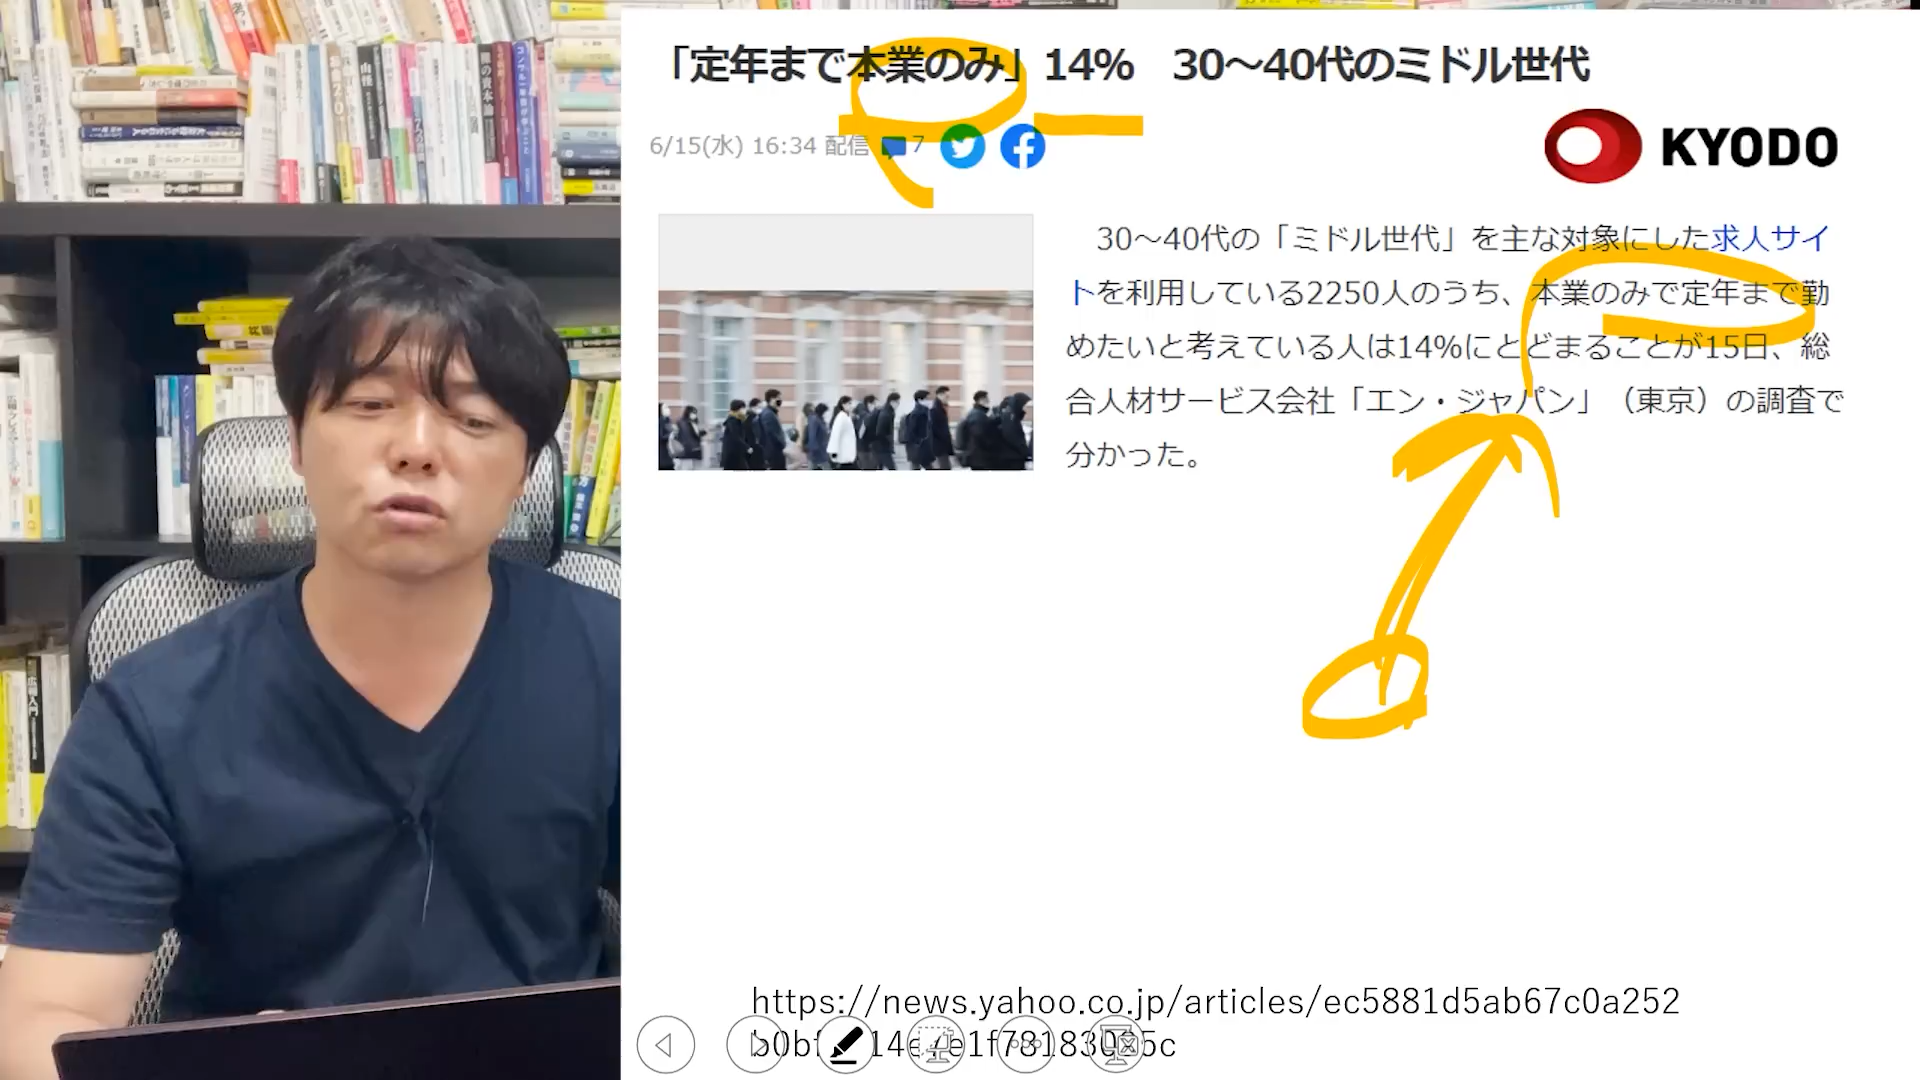 「定年まで本業のみ」14%　30〜40代のミドル世代
6/15(水) 16:34 配信 7
KYODO
30〜40代の「ミドル世代」を主な対象にした求人サイ
トを利用している2250人のうち、本業のみで定年まで勤
めたいと考えている人は14%にとどまることが15日、総
合人材サービス会社「エン・ジャパン」（東京）の調査で
分かった。
https://news.yahoo.co.jp/articles/ec5881d5ab67c0a252